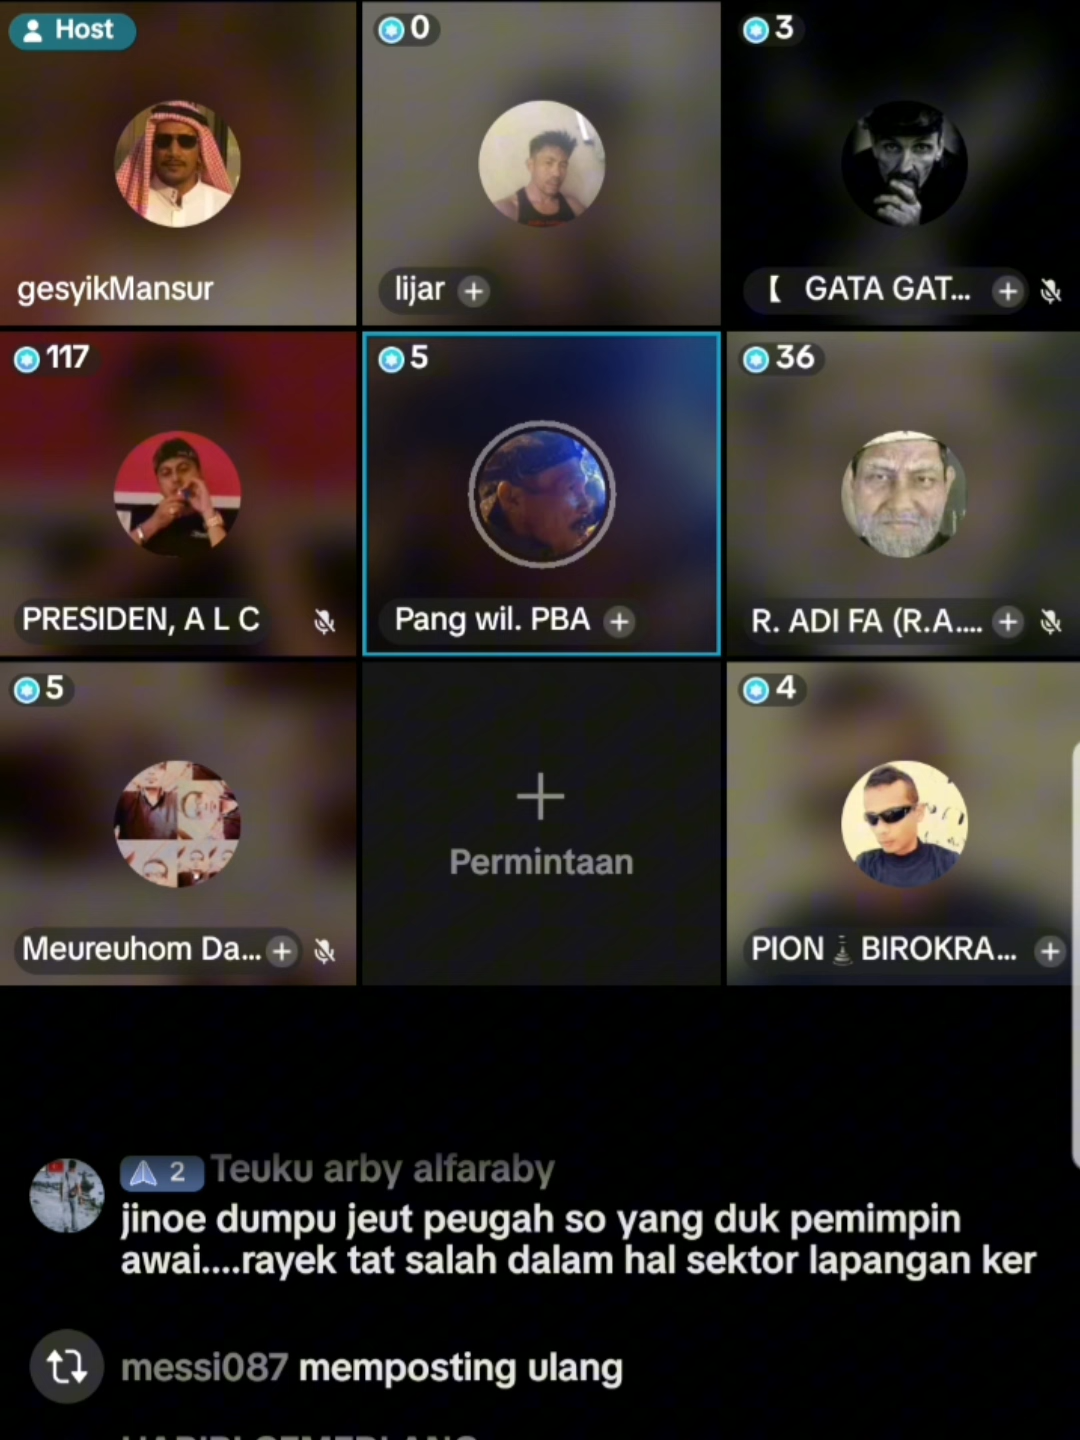 Host
0
3
gesyikMansur
lijar
【 GATA GAT...
117
5
36
PRESIDEN, A L C
Pang wil. PBA
R. ADI FA (R.A....
5
4
Permintaan
Meureuhom Da...
PION BIROKRA...
2 Teuku arby alfaraby
jinoe dumpu jeut peugah so yang duk pemimpin
awai....rayek tat salah dalam hal sektor lapangan ker
messi087 memposting ulang